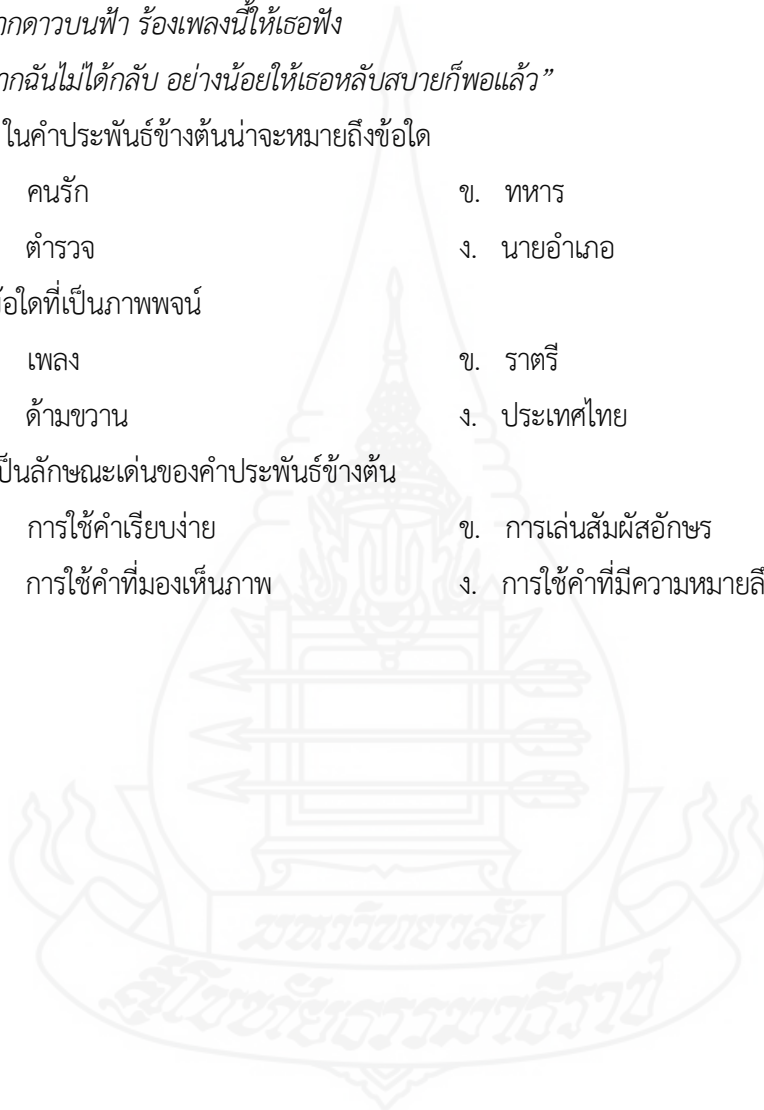 ากดาวบนฟ้า ร้องเพลงนี้ให้เธอฟัง
ากฉันไม่ได้กลับ อย่างน้อยให้เธอหลับสบายก็พอแล้ว”
ในคำประพันธ์ข้างต้นน่าจะหมายถึงข้อใด
คนรัก ข. ทหาร
ตำรวจ ง. นายอำเภอ
ข้อใดที่เป็นภาพพจน์
เพลง ข. ราตรี
ด้ามขวาน ง. ประเทศไทย
เป็นลักษณะเด่นของคำประพันธ์ข้างต้น
การใช้คำเรียบง่าย ข. การเล่นสัมผัสอักษร
การใช้คำที่มองเห็นภาพ ง. การใช้คำที่มีความหมายลึ
มหาวิทยาลัย
สุโขทัยธรรมาธิราช